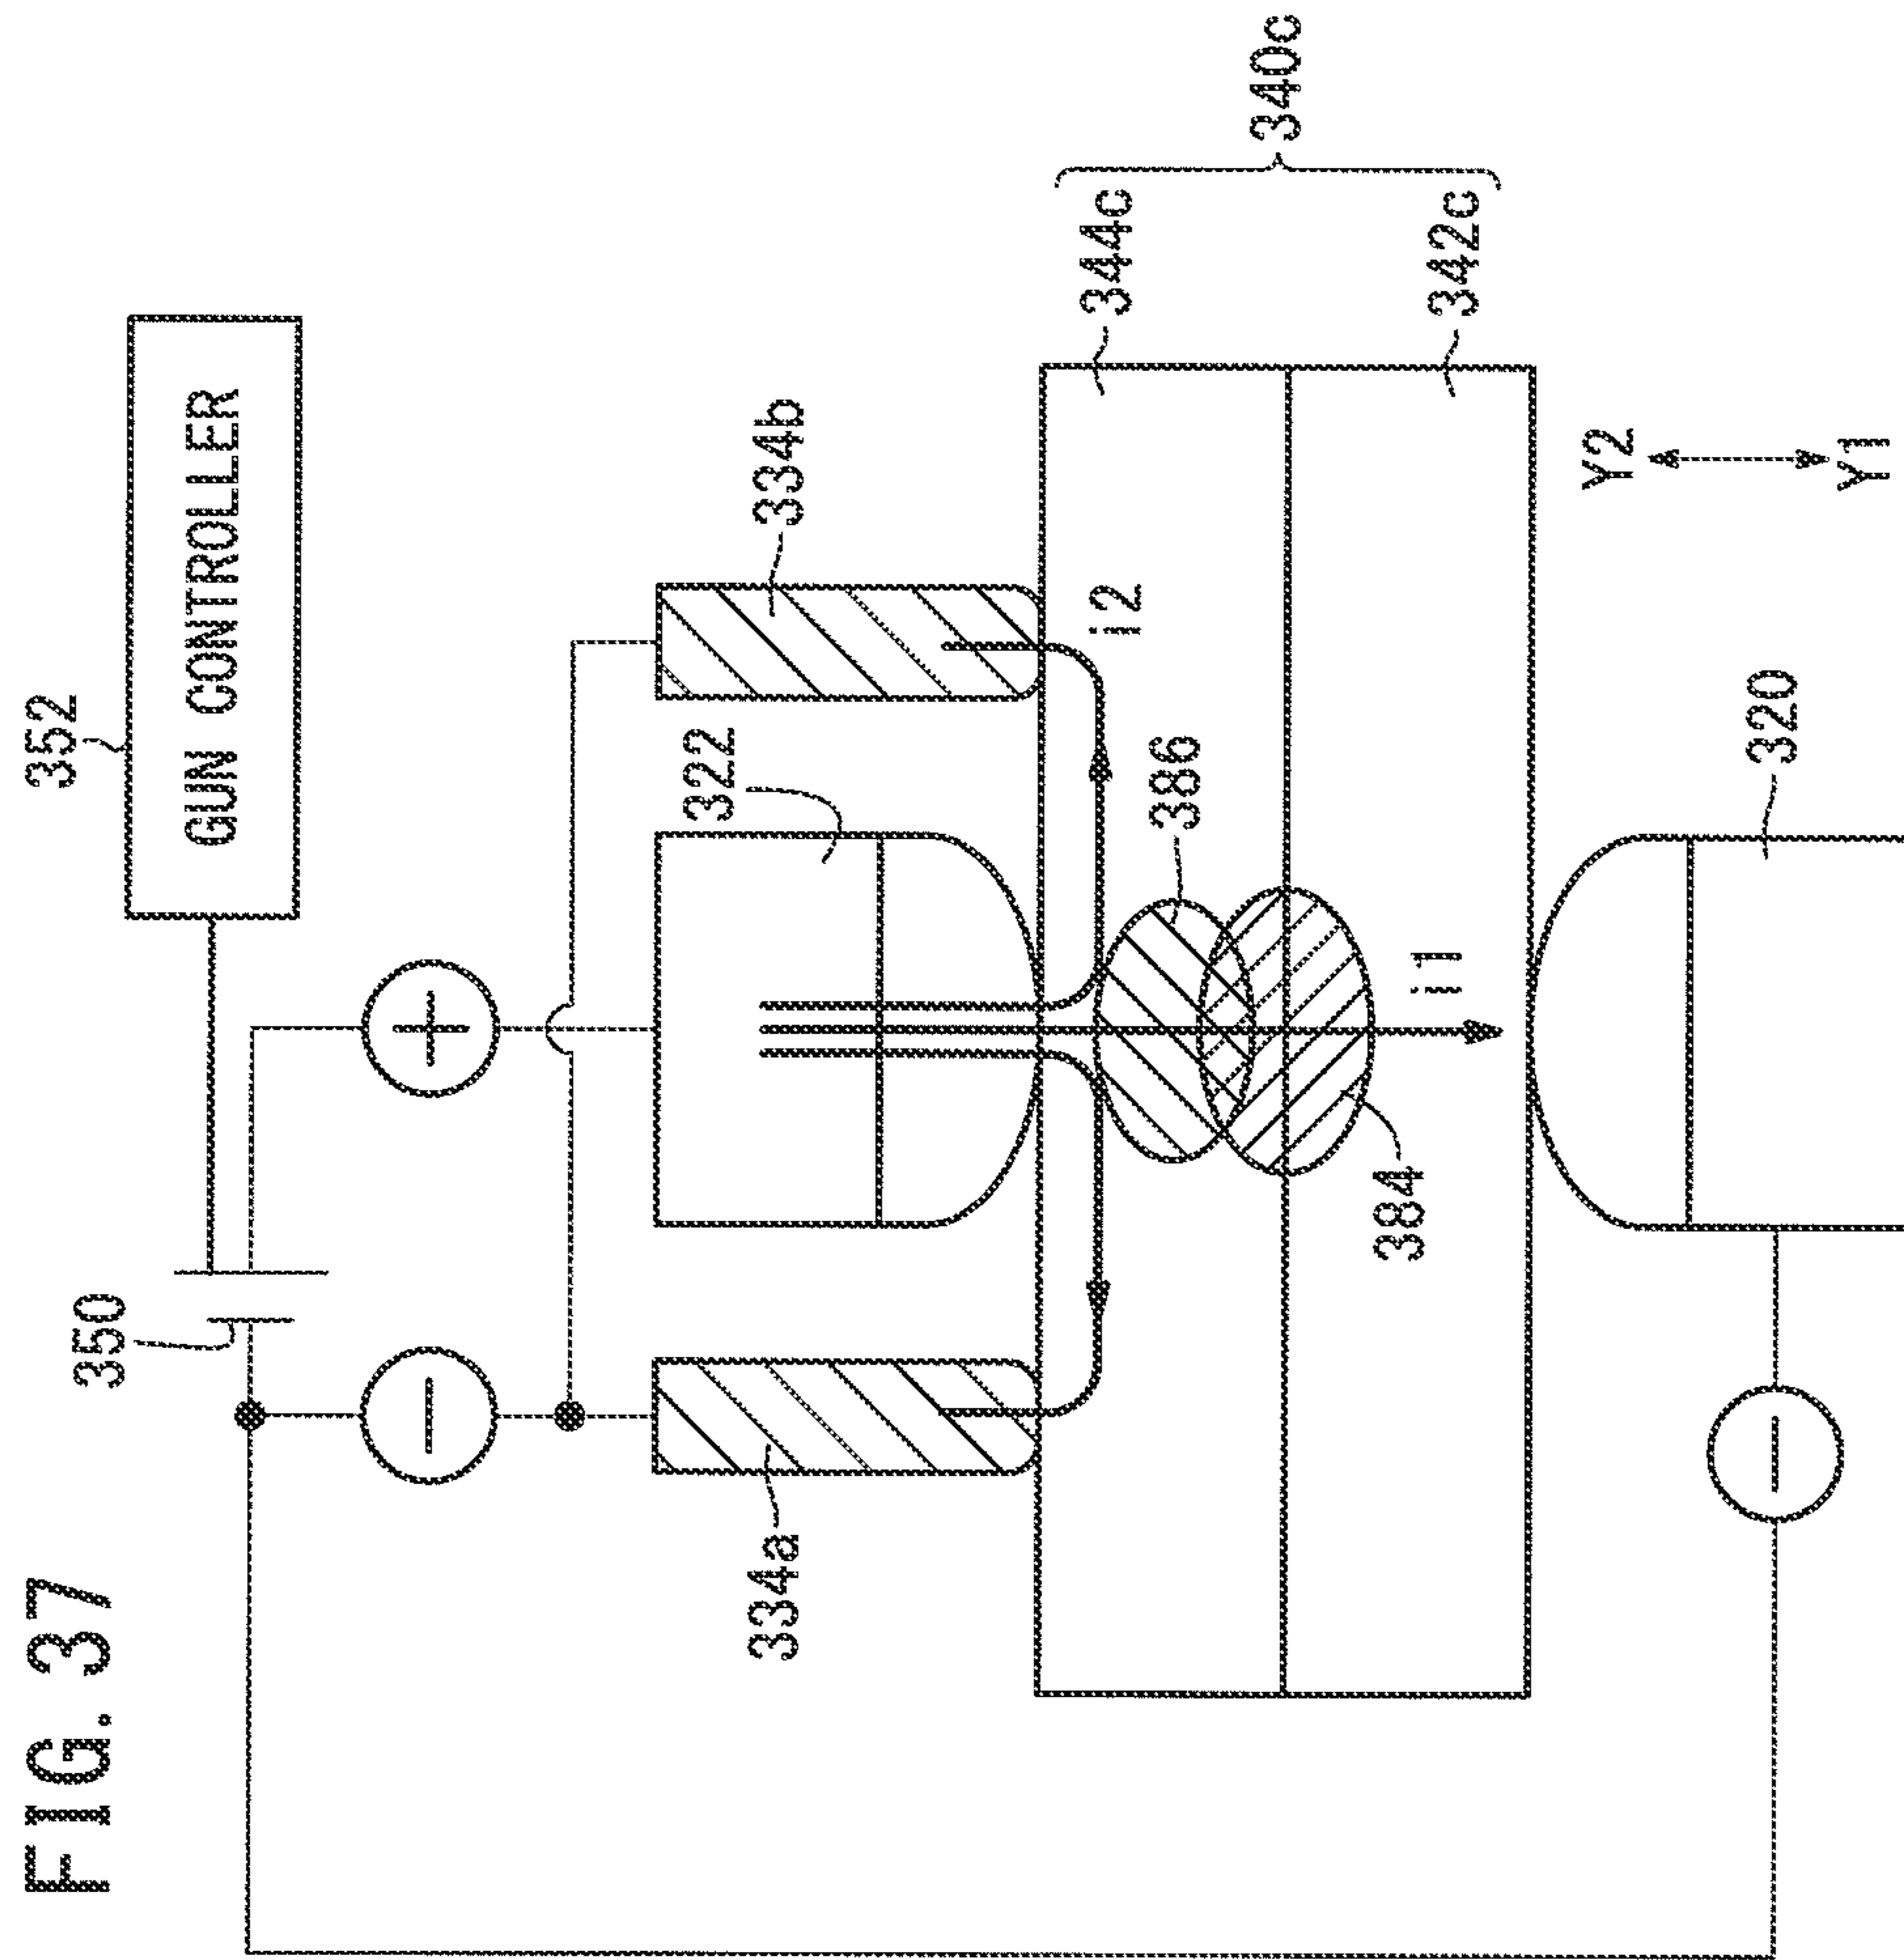 FIG. 37
350
352
GUN CONTROLLER
+
−
334a
322
334b
i2
386
384
i1
344c
342c
340c
Y2
Y1
320
−